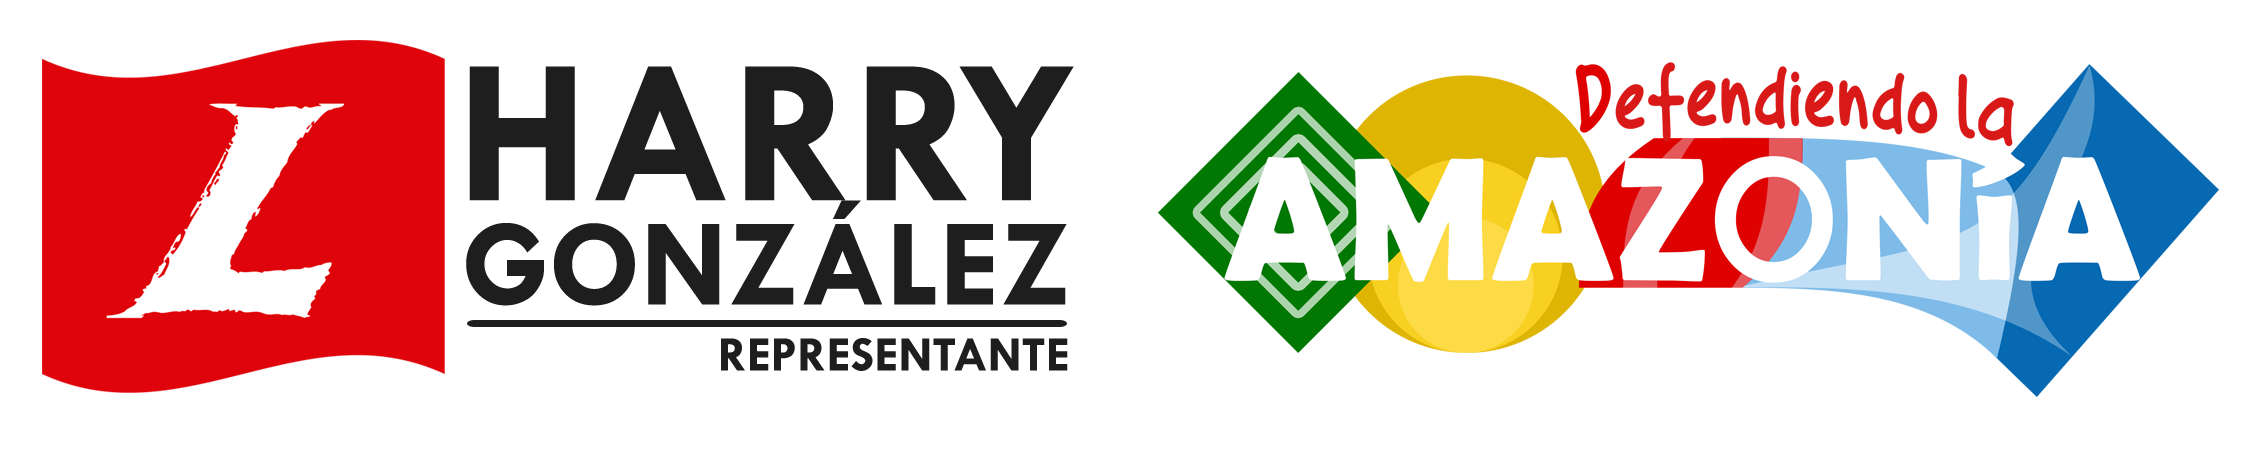 L
HARRY
GONZÁLEZ
REPRESENTANTE
Defendiendo la
AMAZONÍA